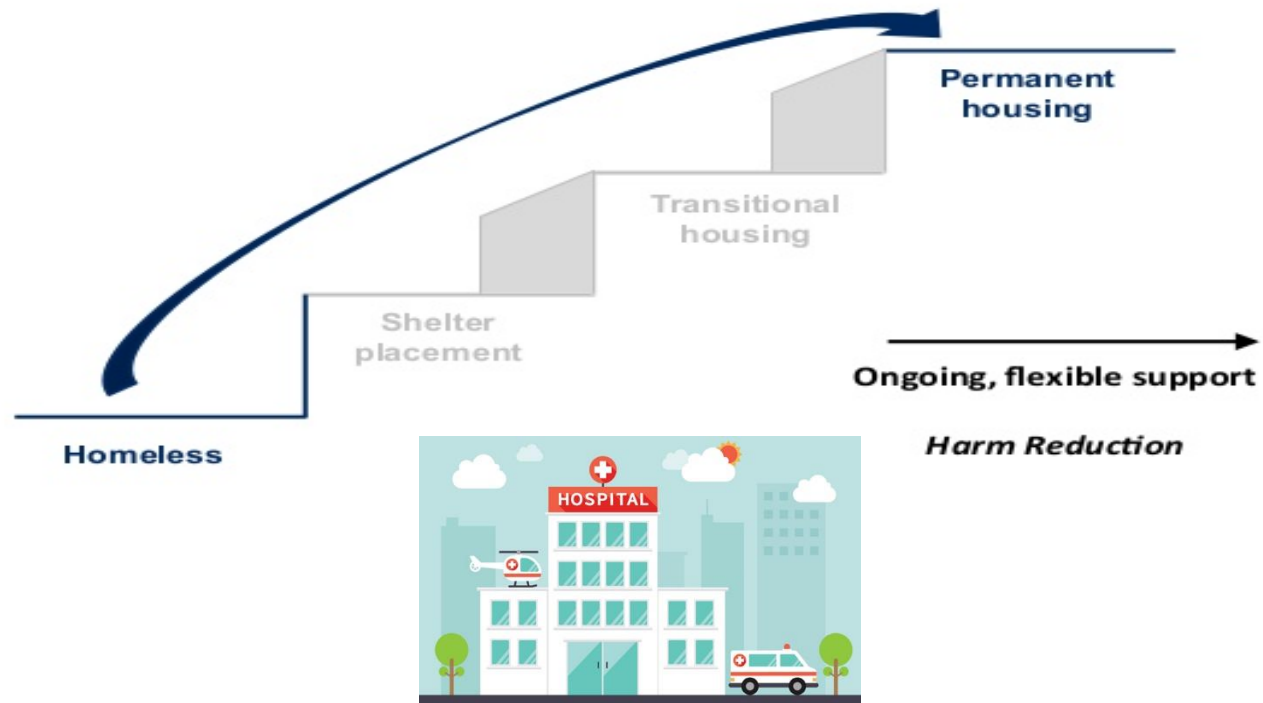 Permanent
housing
Transitional
housing
Shelter
placement
Ongoing, flexible support
Homeless
Harm Reduction
HOSPITAL